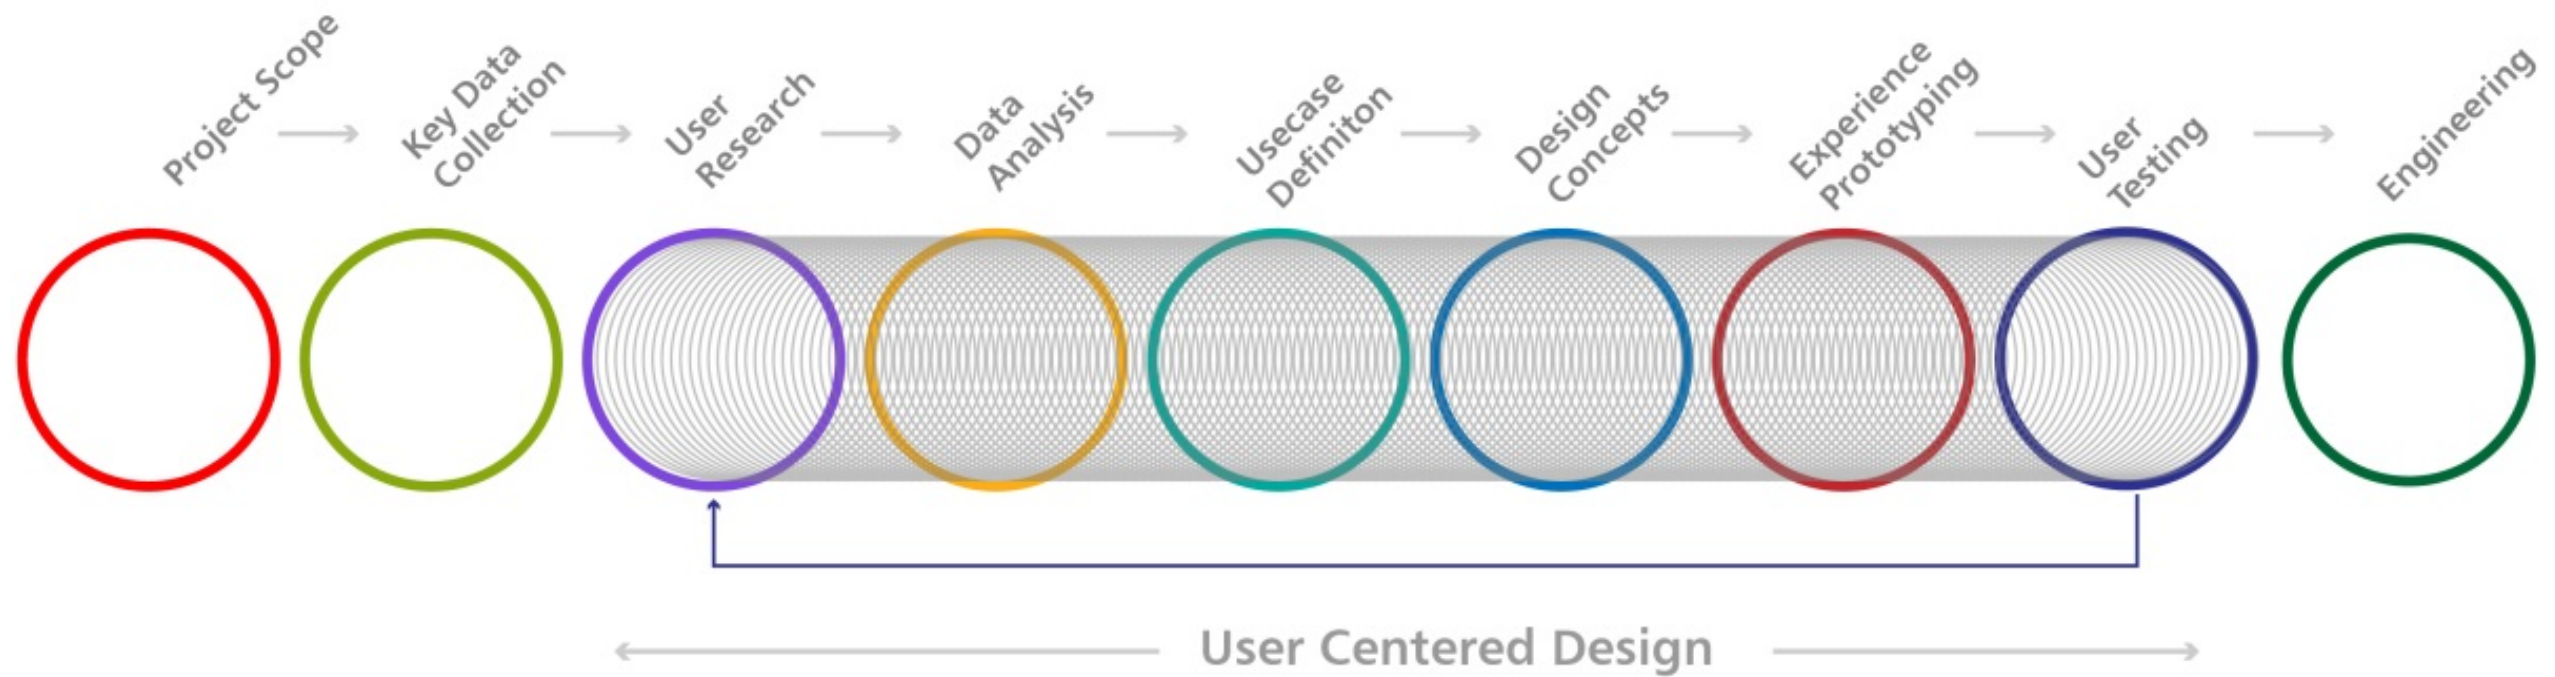 Project Scope
Key Data
Collection
User
Research
Data
Analysis
Usecase
Definiton
Design
Concepts
Experience
Prototyping
User
Testing
Engineering
User Centered Design